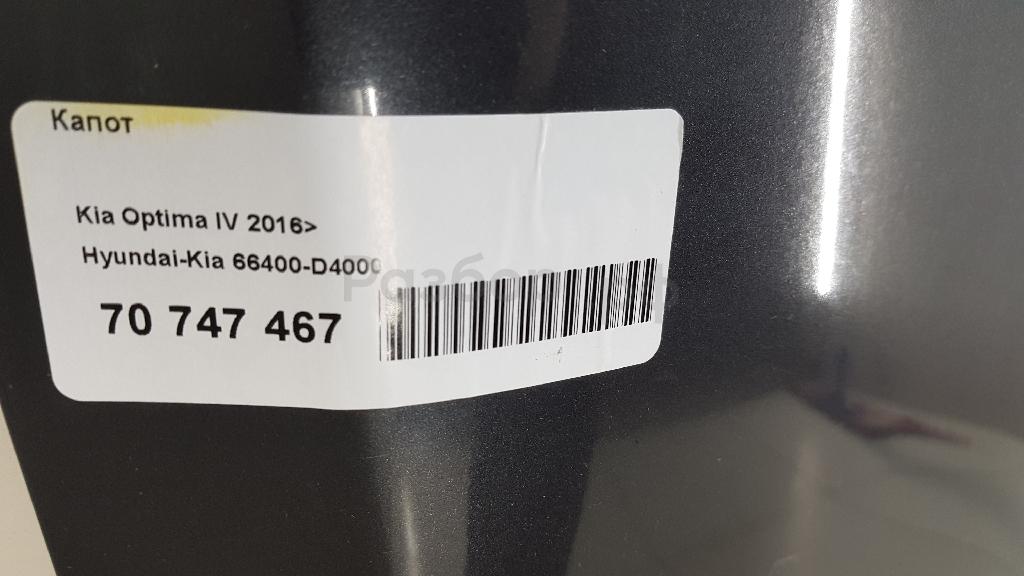 Капот
Kia Optima IV 2016>
Hyundai-Kia 66400-D4000
70 747 467